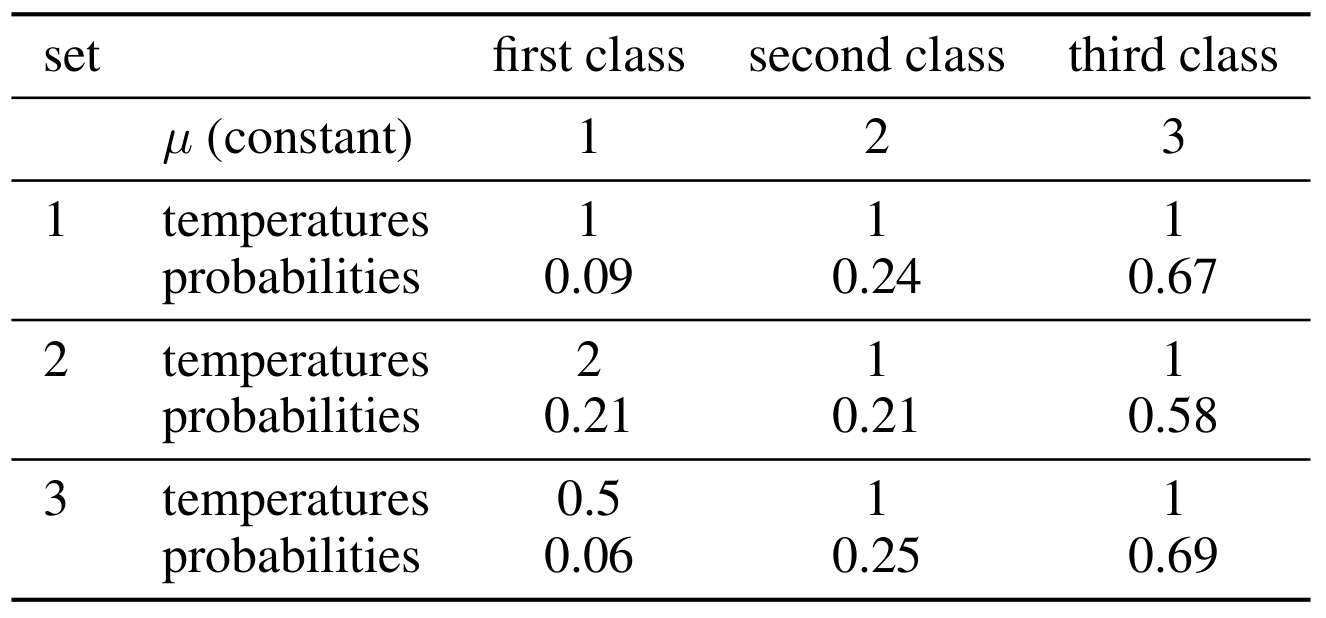 set first class second class third class
μ (constant) 1 2 3
1 temperatures 1 1 1
probabilities 0.09 0.24 0.67
2 temperatures 2 1 1
probabilities 0.21 0.21 0.58
3 temperatures 0.5 1 1
probabilities 0.06 0.25 0.69